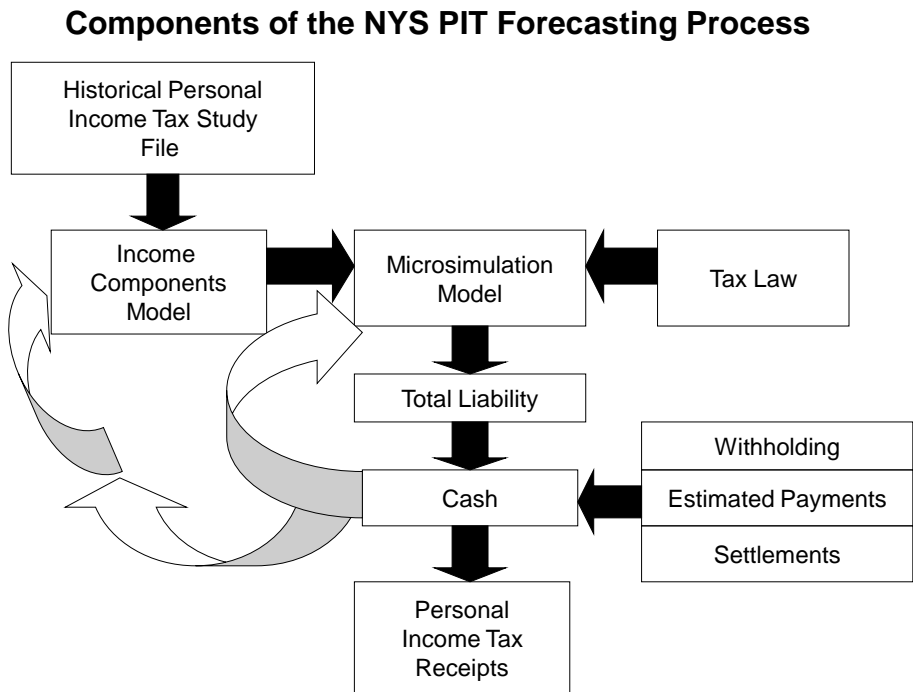 Components of the NYS PIT Forecasting Process
Historical Personal
Income Tax Study
File
Income
Components
Model
Microsimulation
Model
Tax Law
Total Liability
Withholding
Cash
Estimated Payments
Settlements
Personal
Income Tax
Receipts